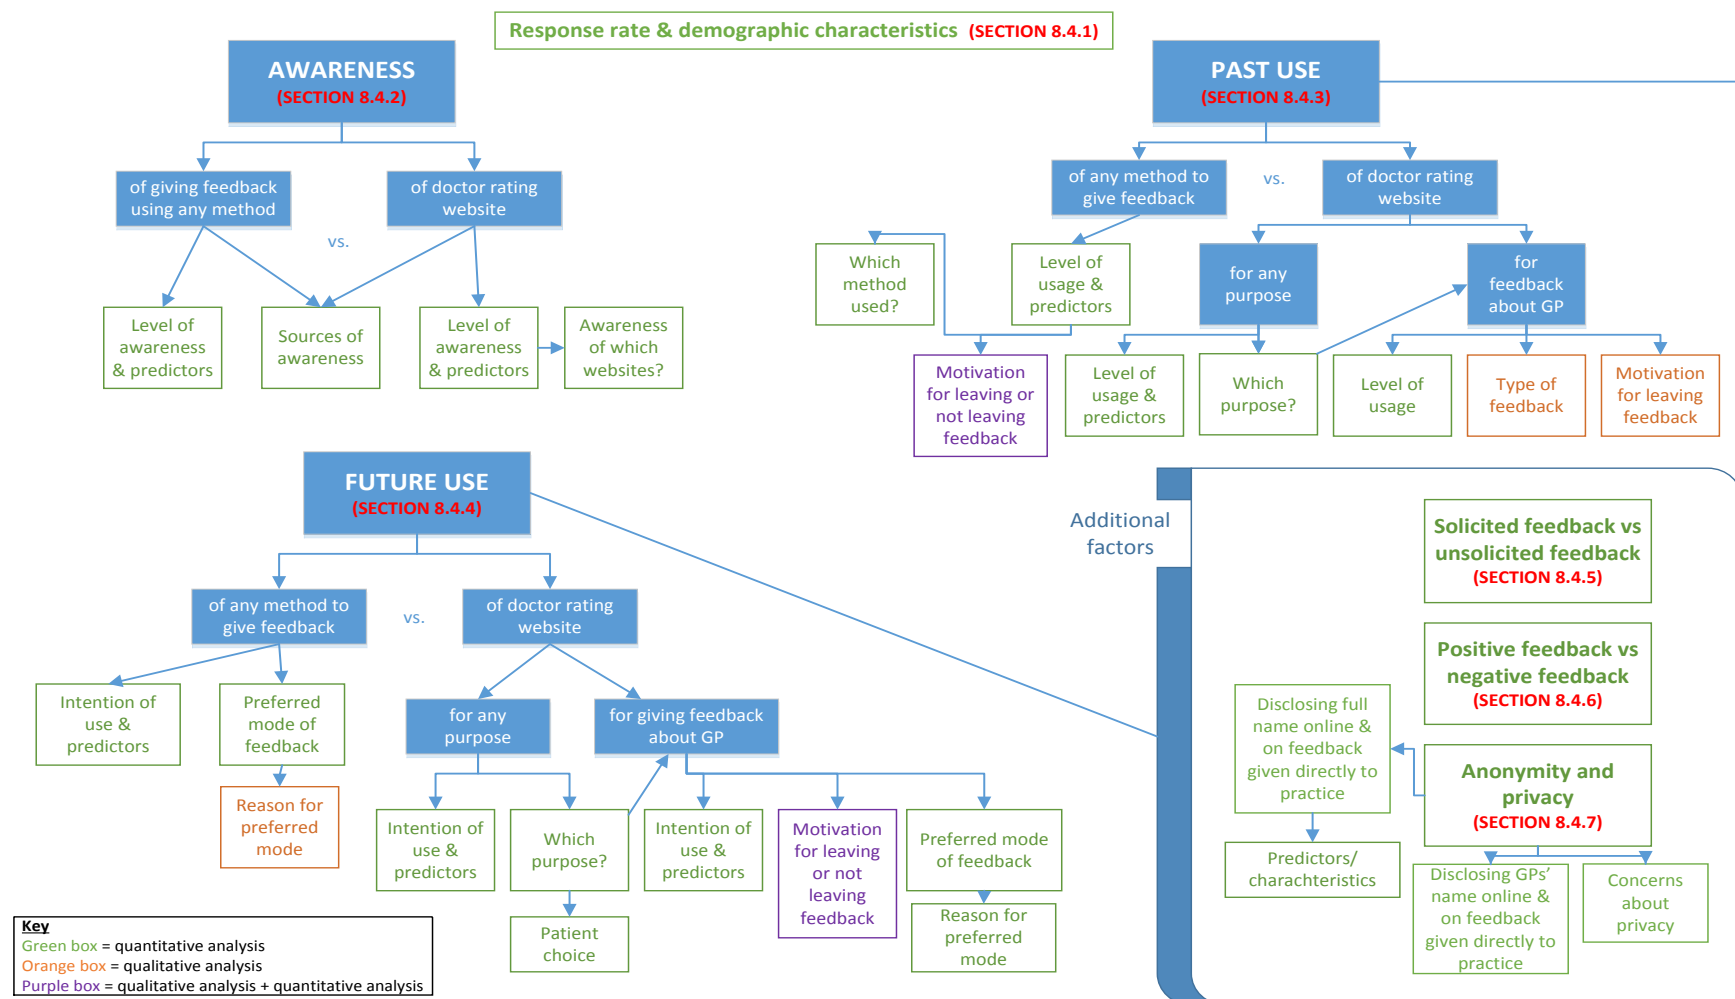 Response rate & demographic characteristics (SECTION 8.4.1)
AWARENESS
(SECTION 8.4.2)
of giving feedback
using any method
vs.
of doctor rating
website
Level of
awareness
& predictors
Sources of
awareness
Level of
awareness
& predictors
Awareness
of which
websites?
PAST USE
(SECTION 8.4.3)
of any method to
give feedback
vs.
of doctor rating
website
Which
method
used?
Level of
usage &
predictors
for any
purpose
for
feedback
about GP
Motivation
for leaving or
not leaving
feedback
Level of
usage &
predictors
Which
purpose?
Level of
usage
Type of
feedback
Motivation
for leaving
feedback
FUTURE USE
(SECTION 8.4.4)
of any method to
give feedback
vs.
of doctor rating
website
Intention of
use &
predictors
Preferred
mode of
feedback
Reason for
preferred
mode
for any
purpose
for giving feedback
about GP
Intention of
use &
predictors
Which
purpose?
Intention of
use &
predictors
Motivation
for leaving
or not
leaving
feedback
Preferred mode
of feedback
Patient
choice
Reason for
preferred
mode
Additional
factors
Solicited feedback vs
unsolicited feedback
(SECTION 8.4.5)
Positive feedback vs
negative feedback
(SECTION 8.4.6)
Anonymity and
privacy
(SECTION 8.4.7)
Disclosing full
name online &
on feedback
given directly to
practice
Predictors/
charachteristics
Disclosing GPs'
name online &
on feedback
given directly to
practice
Concerns
about
privacy
Key
Green box = quantitative analysis
Orange box = qualitative analysis
Purple box = qualitative analysis + quantitative analysis